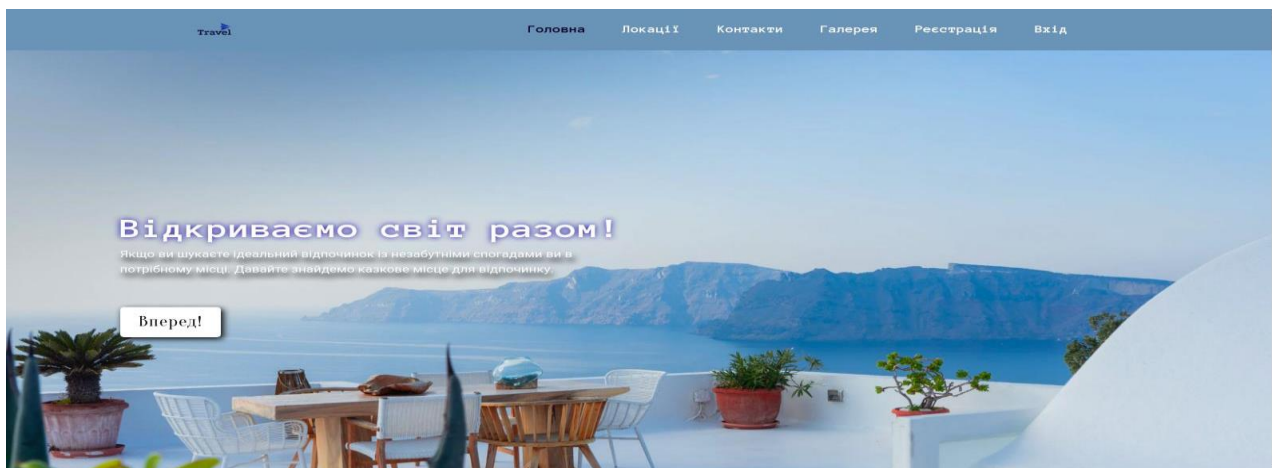 Travel
Головна Локації Контакти Галерея Реєстрація Вхід
Відкриваємо світ разом!
Якщо ви шукаєте ідеальний відпочинок із незабутніми спогадами ви в
потрібному місці. Давайте знайдемо казкове місце для відпочинку.
Вперед!